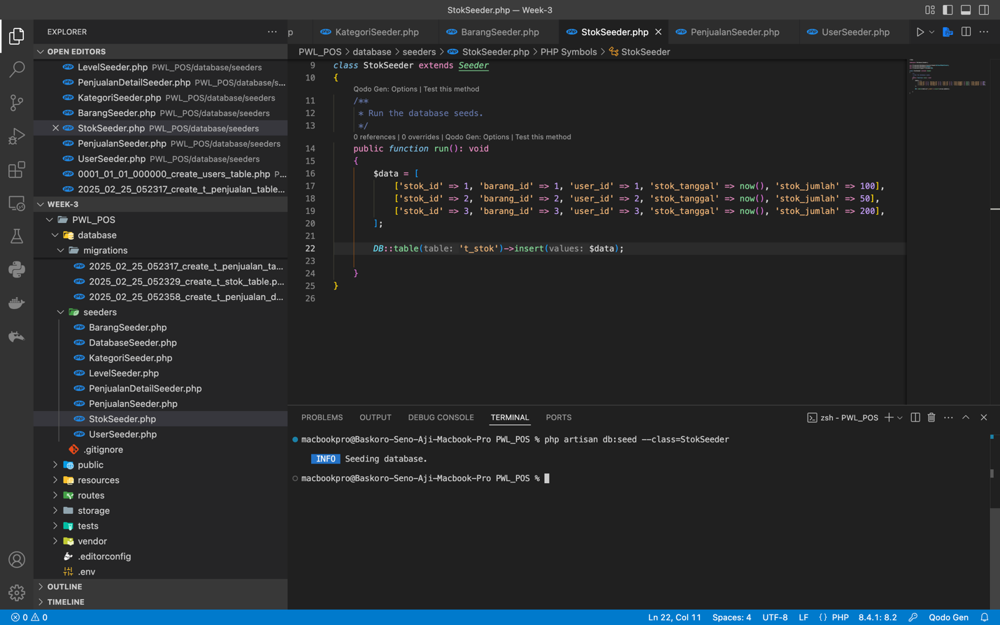 StokSeeder.php — Week-3
EXPLORER
OPEN EDITORS
LevelSeeder.php PWL_POS/database/seeders
PenjualanDetailSeeder.php PWL_POS/database/s...
KategoriSeeder.php PWL_POS/database/seeders
BarangSeeder.php PWL_POS/database/seeders
StokSeeder.php PWL_POS/database/seeders
PenjualanSeeder.php PWL_POS/database/seeders
UserSeeder.php PWL_POS/database/seeders
0001_01_01_000000_create_users_table.php P...
2025_02_25_052317_create_t_penjualan_table...
WEEK-3
PWL_POS
database
migrations
2025_02_25_052317_create_t_penjualan_ta...
2025_02_25_052329_create_t_stok_table.p...
2025_02_25_052358_create_t_penjualan_d...
seeders
BarangSeeder.php
DatabaseSeeder.php
KategoriSeeder.php
LevelSeeder.php
PenjualanDetailSeeder.php
PenjualanSeeder.php
StokSeeder.php
UserSeeder.php
.gitignore
public
resources
routes
storage
tests
vendor
.editorconfig
.env
OUTLINE
TIMELINE
p KategoriSeeder.php BarangSeeder.php StokSeeder.php PenjualanSeeder.php UserSeeder.php
PWL_POS > database > seeders > StokSeeder.php > PHP Symbols > StokSeeder
9 class StokSeeder extends Seeder
10 {
Qodo Gen: Options | Test this method
11 /**
12 * Run the database seeds.
13 */
0 references | 0 overrides | Qodo Gen: Options | Test this method
14 public function run(): void
15 {
16 $data = [
17 ['stok_id' => 1, 'barang_id' => 1, 'user_id' => 1, 'stok_tanggal' => now(), 'stok_jumlah' => 100],
18 ['stok_id' => 2, 'barang_id' => 2, 'user_id' => 2, 'stok_tanggal' => now(), 'stok_jumlah' => 50],
19 ['stok_id' => 3, 'barang_id' => 3, 'user_id' => 3, 'stok_tanggal' => now(), 'stok_jumlah' => 200],
20 ];
21
22 DB::table(table: 't_stok')->insert(values: $data);
23
24 }
25 }
26
PROBLEMS OUTPUT DEBUG CONSOLE TERMINAL PORTS
zsh - PWL_POS
macbookpro@Baskoro-Seno-Aji-Macbook-Pro PWL_POS % php artisan db:seed --class=StokSeeder
INFO Seeding database.
macbookpro@Baskoro-Seno-Aji-Macbook-Pro PWL_POS %
0 0 Ln 22, Col 11 Spaces: 4 UTF-8 LF {} PHP 8.4.1: 8.2 Qodo Gen